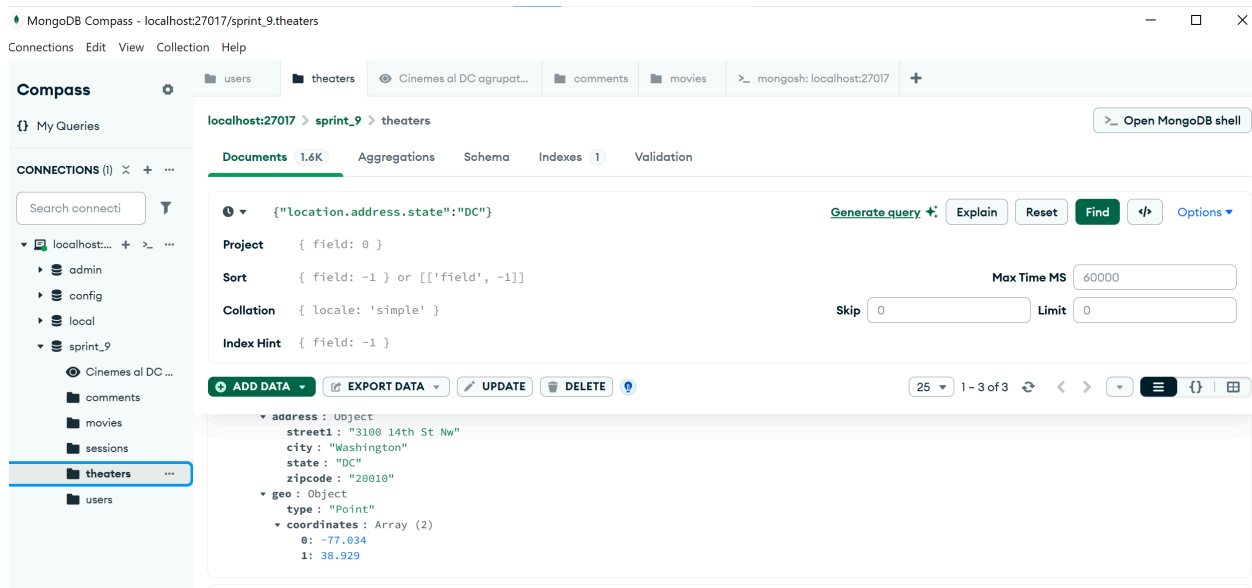 MongoDB Compass - localhost:27017/sprint_9.theaters
Connections Edit View Collection Help
Compass
{} My Queries
CONNECTIONS (1)
Search connecti
localhost:...
admin
config
local
sprint_9
Cinemes al DC ...
comments
movies
sessions
theaters
users
users theaters Cinemes al DC agrupat... comments movies >_ mongosh: localhost:27017
localhost:27017 > sprint_9 > theaters
>_ Open MongoDB shell
Documents 1.6K Aggregations Schema Indexes 1 Validation
{"location.address.state":"DC"}
Generate query Explain Reset Find </> Options
Project { field: 0 }
Sort { field: -1 } or [['field', -1]] Max Time MS 60000
Collation { locale: 'simple' } Skip 0 Limit 0
Index Hint { field: -1 }
ADD DATA EXPORT DATA UPDATE DELETE 25 1 – 3 of 3 {}
address : Object
street1 : "3100 14th St Nw"
city : "Washington"
state : "DC"
zipcode : "20010"
geo : Object
type : "Point"
coordinates : Array (2)
0: -77.034
1: 38.929